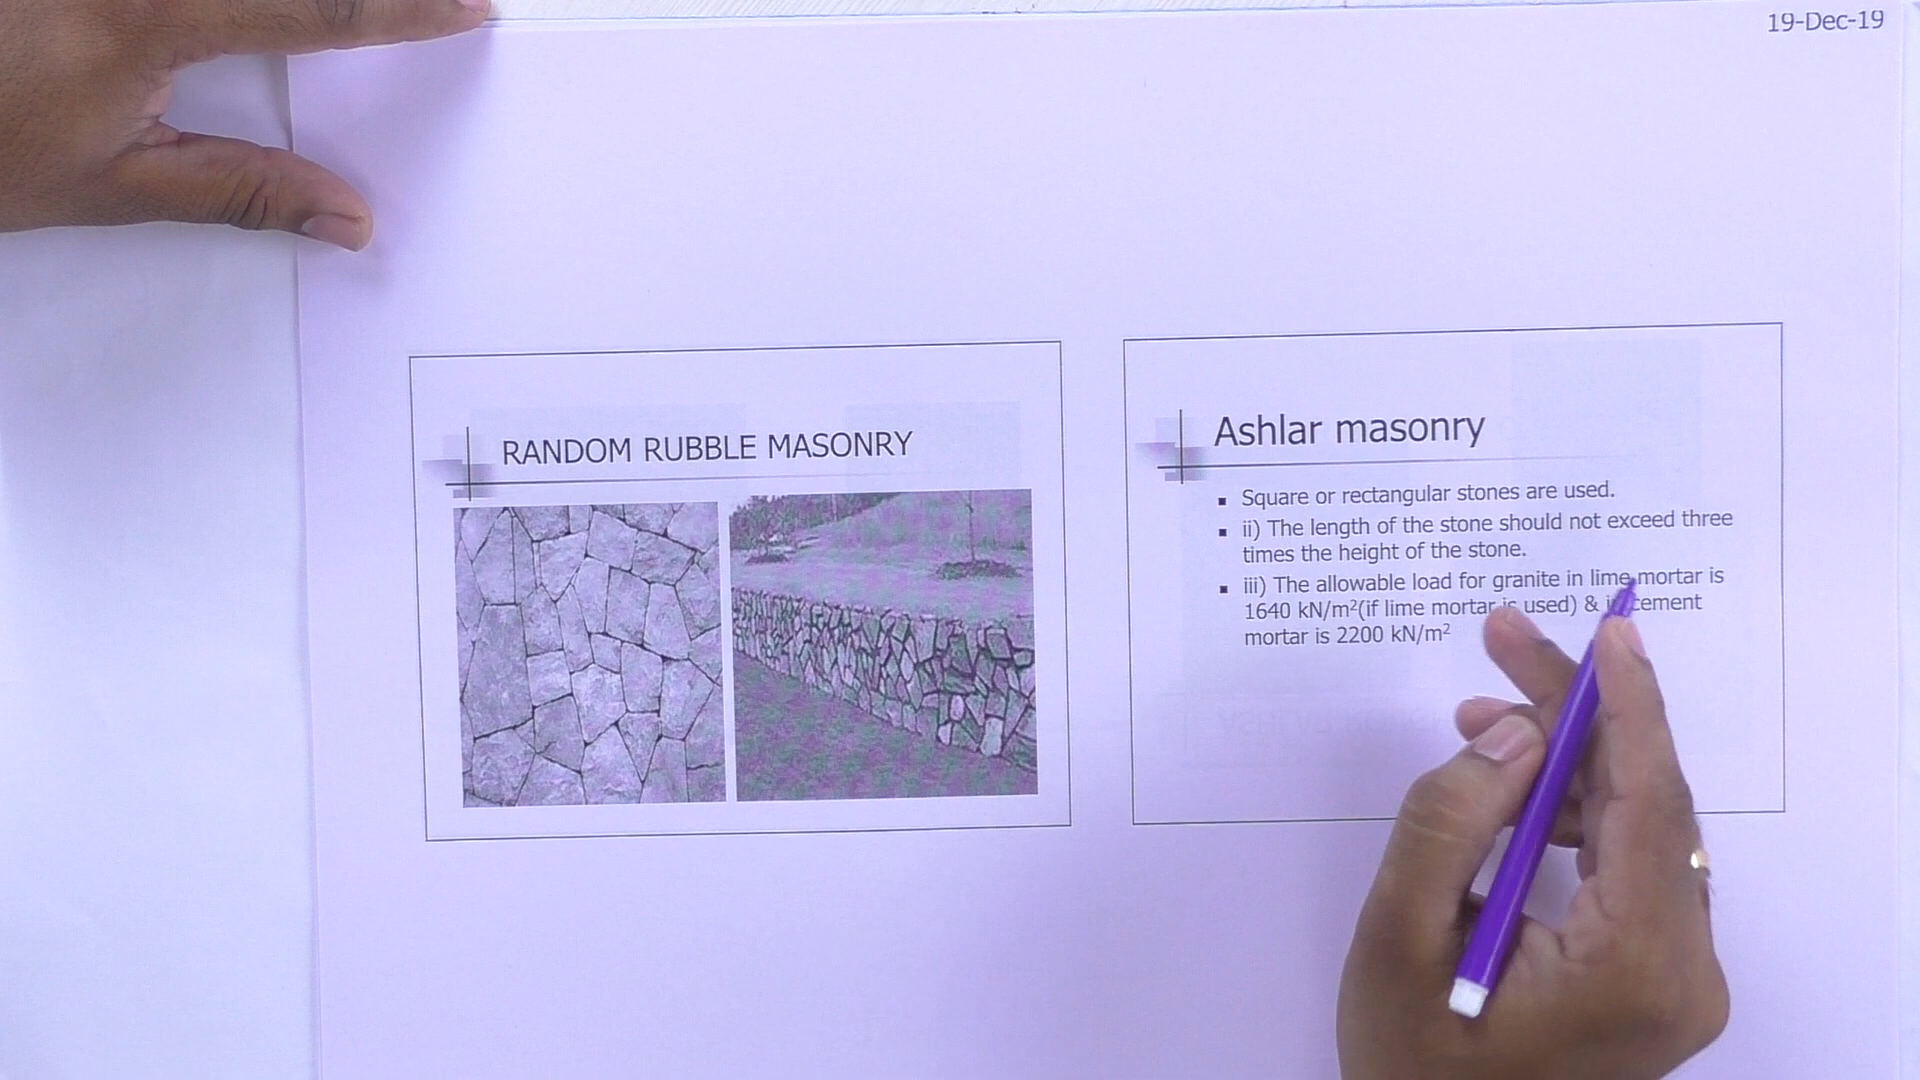 19-Dec-19
RANDOM RUBBLE MASONRY
Ashlar masonry
Square or rectangular stones are used.
ii) The length of the stone should not exceed three
times the height of the stone.
iii) The allowable load for granite in lime mortar is
1640 kN/m²(if lime mortar is used) & cement
mortar is 2200 kN/m²